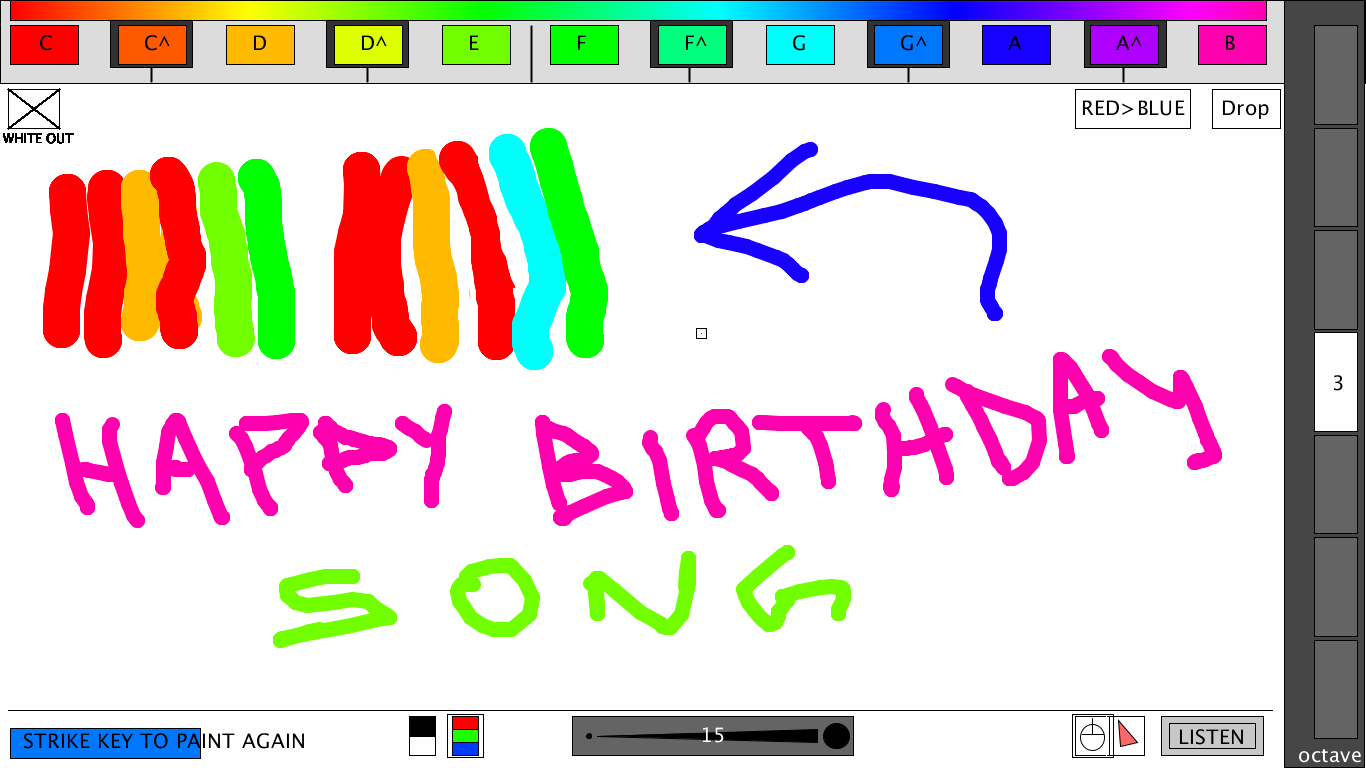 C C^ D D^ E F F^ G G^ A A^ B
WHITE OUT
RED>BLUE Drop
3
HAPPY BIRTHDAY
SONG
STRIKE KEY TO PAINT AGAIN
15
LISTEN
octave